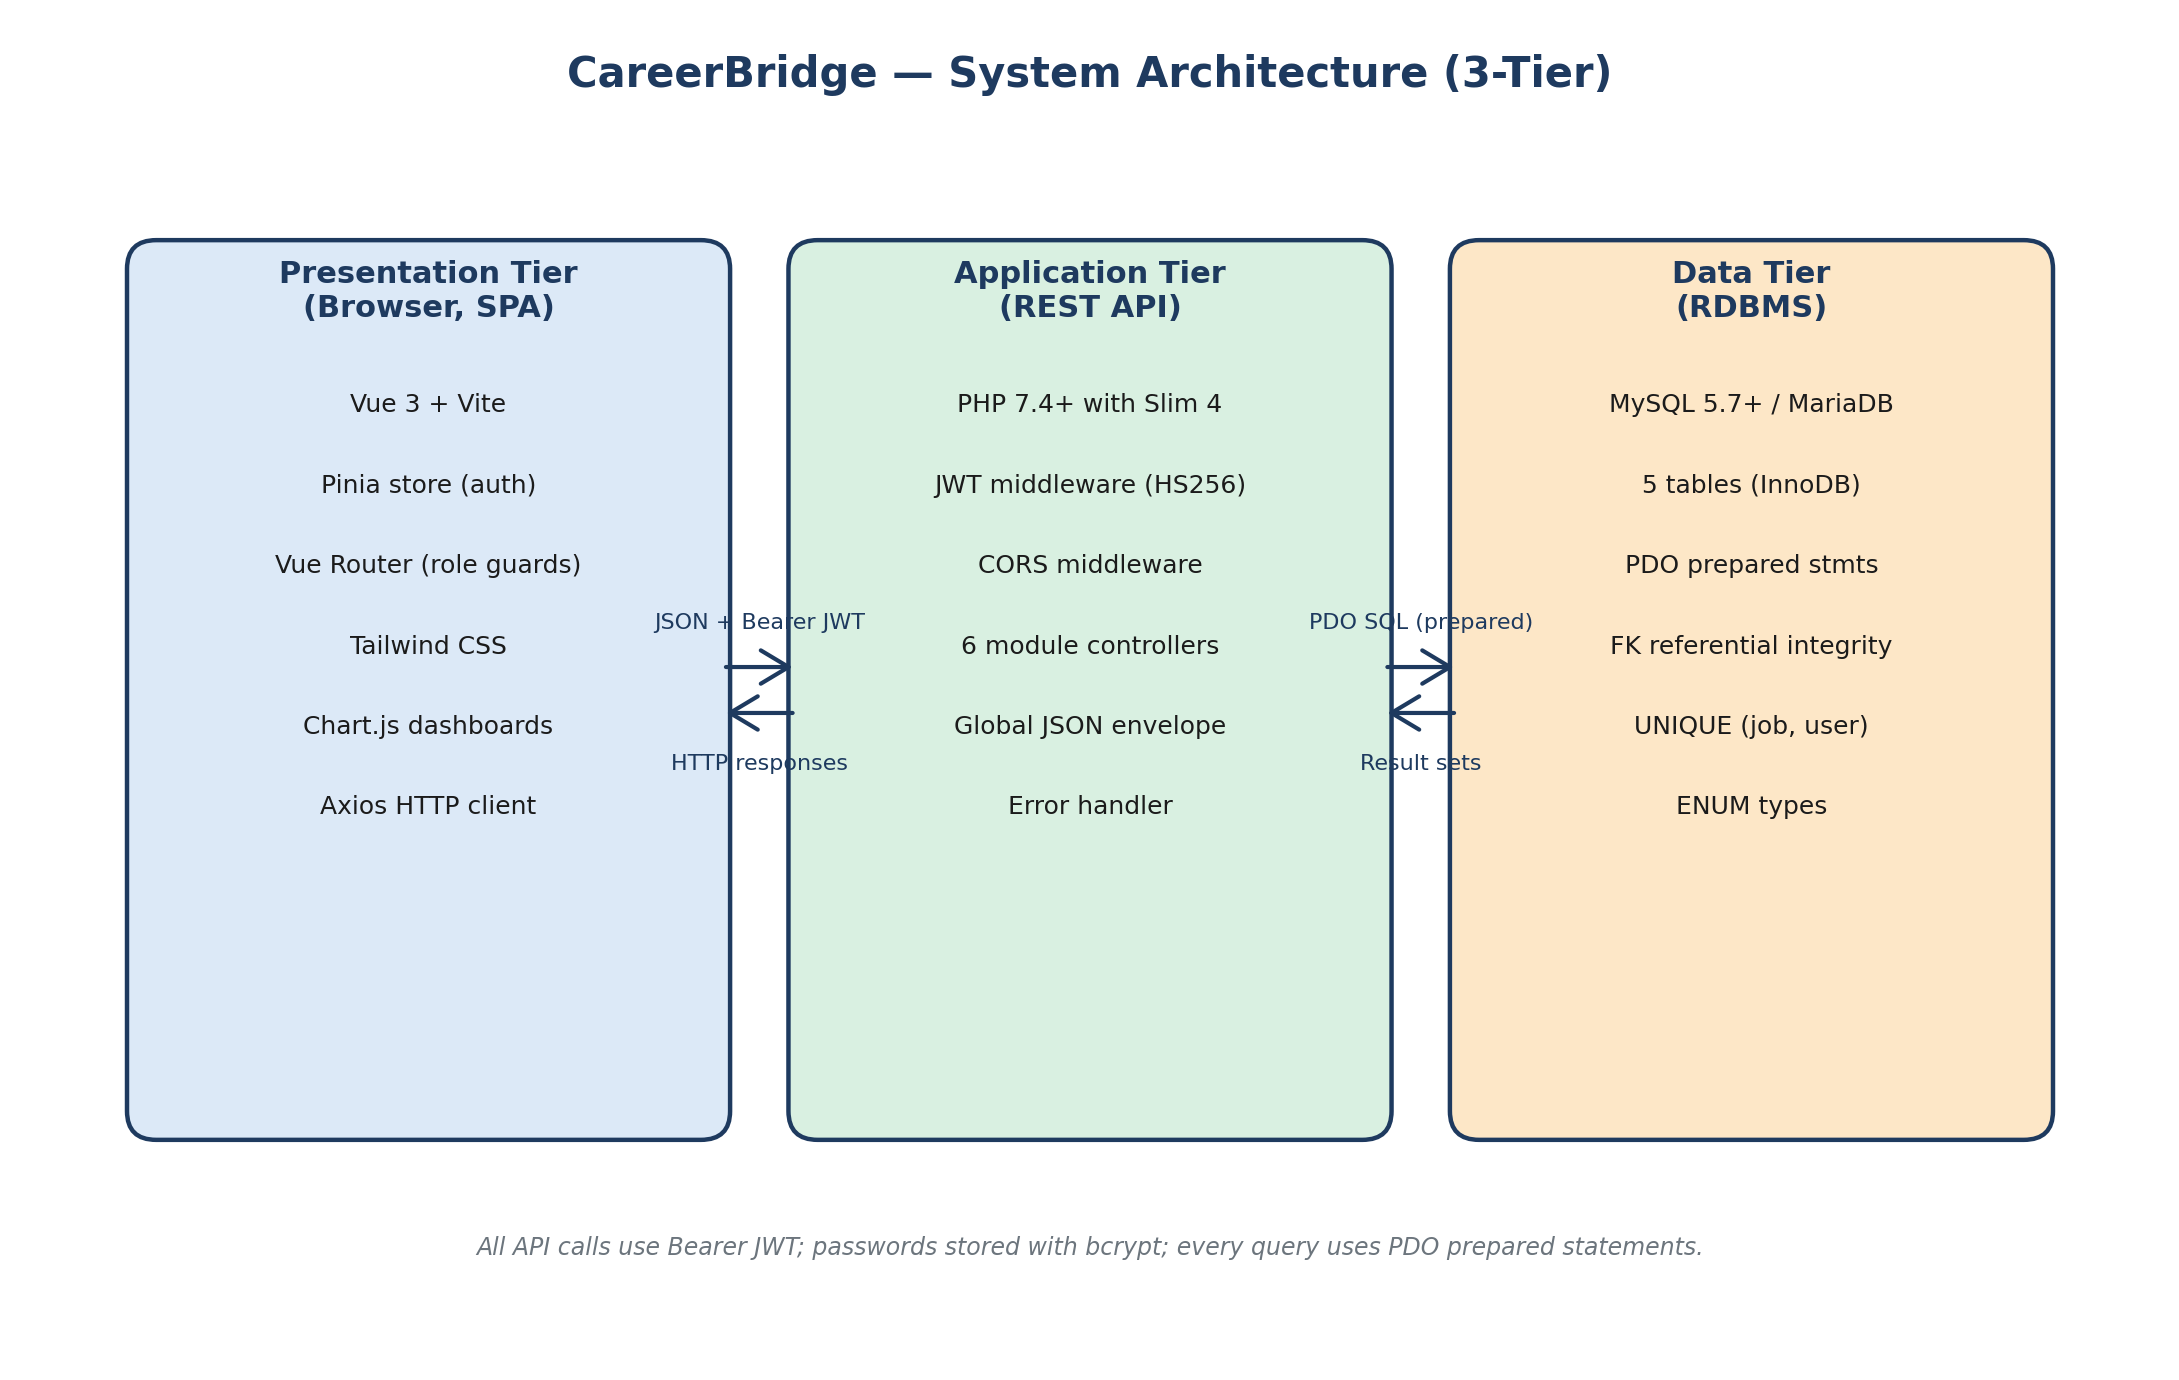 CareerBridge — System Architecture (3-Tier)
Presentation Tier
(Browser, SPA)
Vue 3 + Vite
Pinia store (auth)
Vue Router (role guards)
Tailwind CSS
Chart.js dashboards
Axios HTTP client
JSON + Bearer JWT
HTTP responses
Application Tier
(REST API)
PHP 7.4+ with Slim 4
JWT middleware (HS256)
CORS middleware
6 module controllers
Global JSON envelope
Error handler
PDO SQL (prepared)
Result sets
Data Tier
(RDBMS)
MySQL 5.7+ / MariaDB
5 tables (InnoDB)
PDO prepared stmts
FK referential integrity
UNIQUE (job, user)
ENUM types
All API calls use Bearer JWT; passwords stored with bcrypt; every query uses PDO prepared statements.